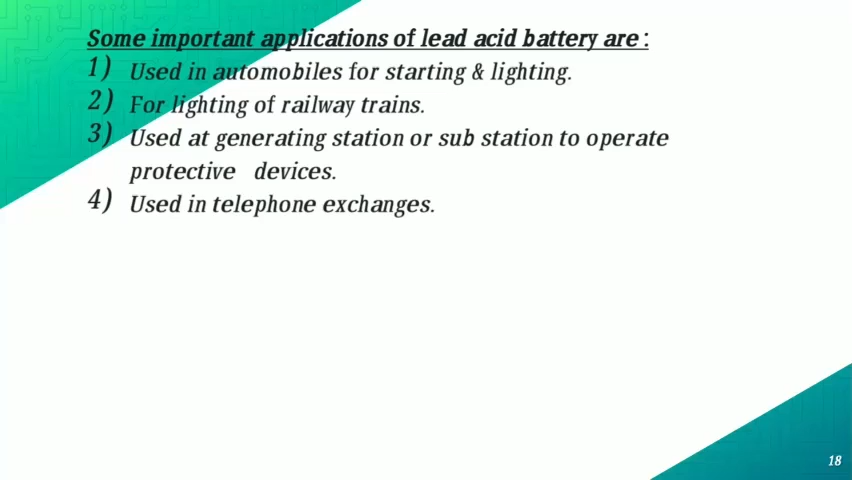 Some important applications of lead acid battery are :
1) Used in automobiles for starting & lighting.
2) For lighting of railway trains.
3) Used at generating station or sub station to operate
protective devices.
4) Used in telephone exchanges.
18